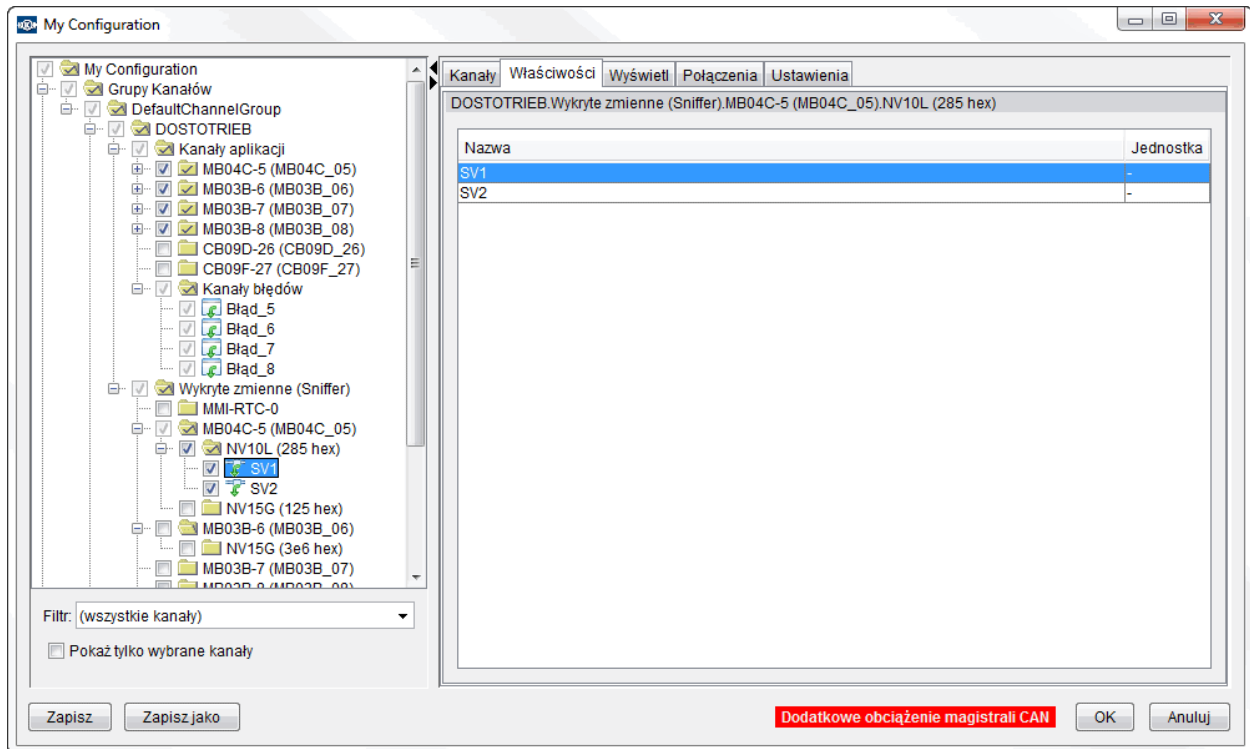 My Configuration
My Configuration
Grupy Kanałów
DefaultChannelGroup
DOSTOTRIEB
Kanały aplikacji
MB04C-5 (MB04C_05)
MB03B-6 (MB03B_06)
MB03B-7 (MB03B_07)
MB03B-8 (MB03B_08)
CB09D-26 (CB09D_26)
CB09F-27 (CB09F_27)
Kanały błędów
Błąd_5
Błąd_6
Błąd_7
Błąd_8
Wykryte zmienne (Sniffer)
MMI-RTC-0
MB04C-5 (MB04C_05)
NV10L (285 hex)
SV1
SV2
NV15G (125 hex)
MB03B-6 (MB03B_06)
NV15G (3e6 hex)
MB03B-7 (MB03B_07)
MB03B-8 (MB03B_08)
Filtr: (wszystkie kanały)
Pokaż tylko wybrane kanały
Kanały Właściwości Wyświetl Połączenia Ustawienia
DOSTOTRIEB.Wykryte zmienne (Sniffer).MB04C-5 (MB04C_05).NV10L (285 hex)
Nazwa Jednostka
SV1 -
SV2 -
Zapisz Zapisz jako Dodatkowe obciążenie magistrali CAN OK Anuluj